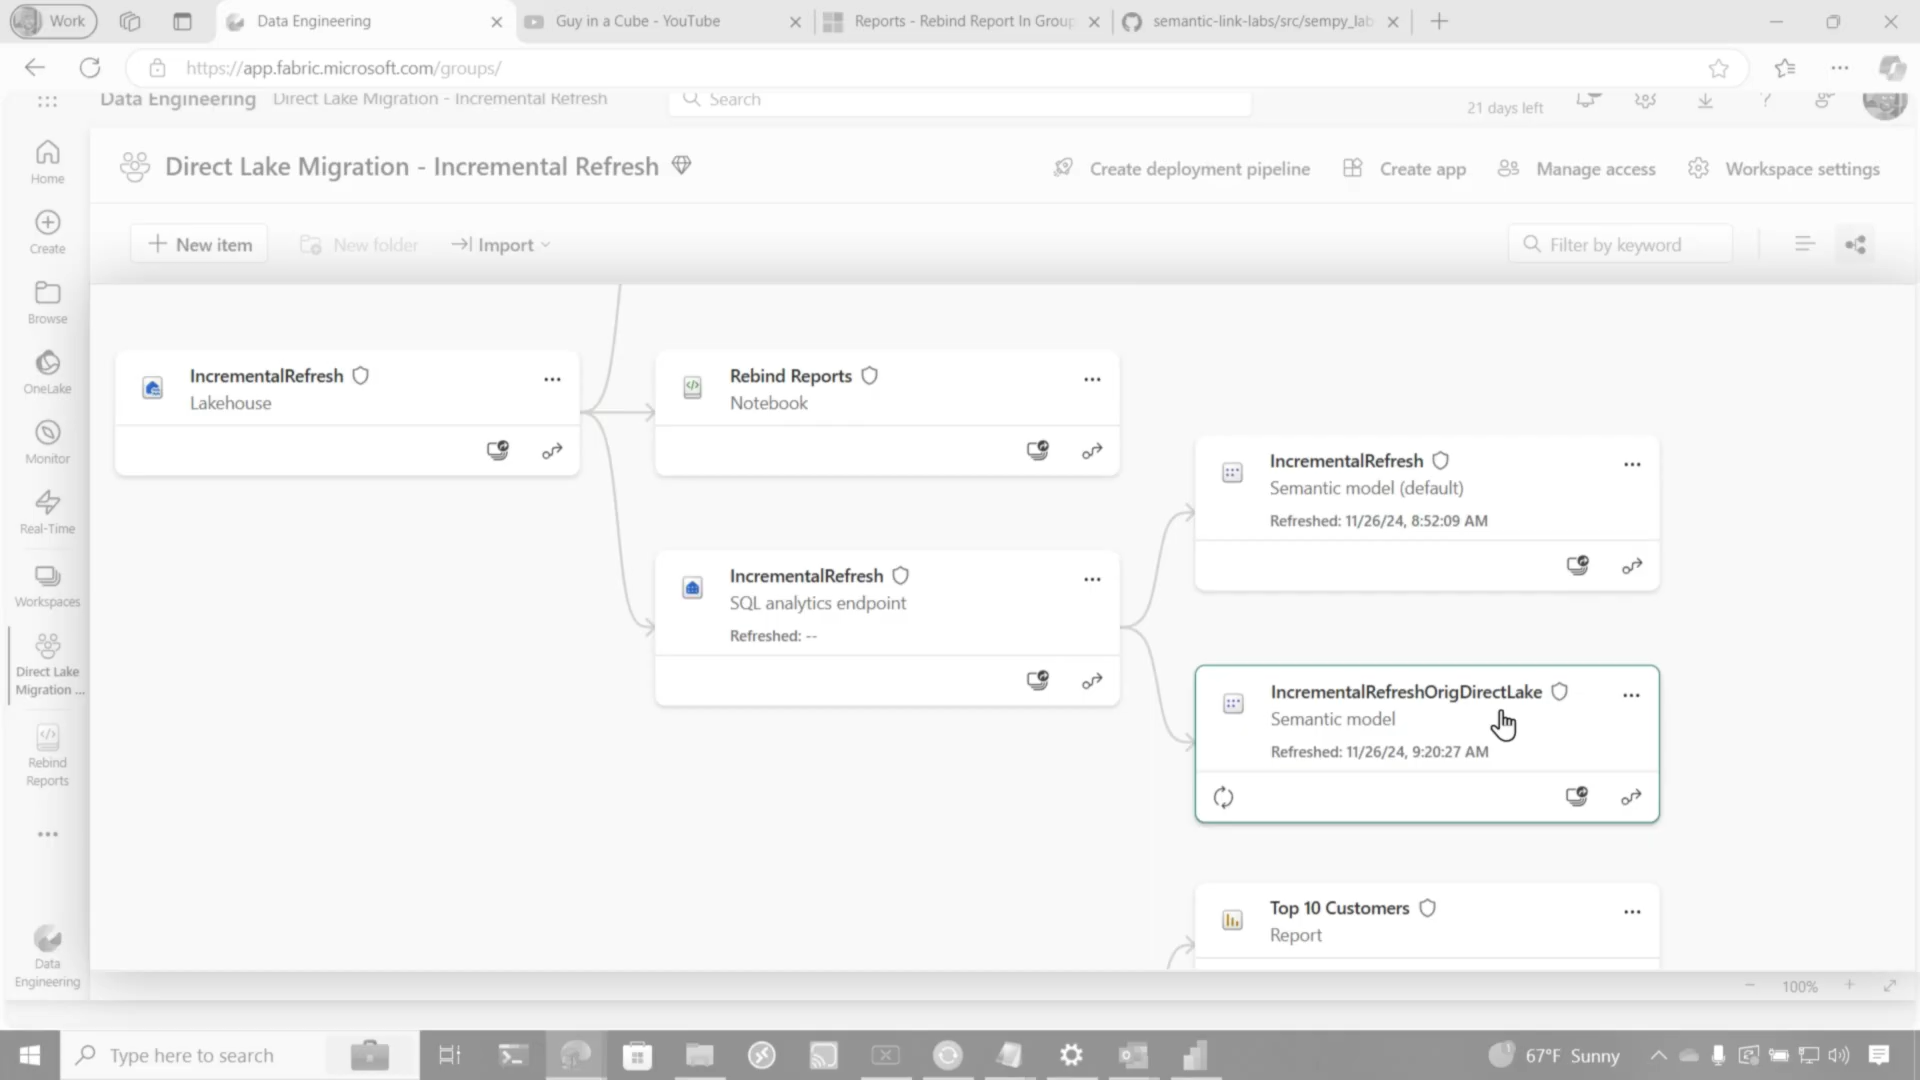 Work
Data Engineering
Guy in a Cube - YouTube
Reports - Rebind Report In Group
semantic-link-labs/src/sempy_lab
https://app.fabric.microsoft.com/groups/
Data Engineering
Direct Lake Migration - Incremental Refresh
Search
21 days left
Direct Lake Migration - Incremental Refresh
Create deployment pipeline
Create app
Manage access
Workspace settings
New item
New folder
Import
Filter by keyword
Home
Create
Browse
OneLake
Monitor
Real-Time
Workspaces
Direct Lake
Migration ...
Rebind
Reports
Data
Engineering
IncrementalRefresh
Lakehouse
Rebind Reports
Notebook
IncrementalRefresh
SQL analytics endpoint
Refreshed: --
IncrementalRefresh
Semantic model (default)
Refreshed: 11/26/24, 8:52:09 AM
IncrementalRefreshOrigDirectLake
Semantic model
Refreshed: 11/26/24, 9:20:27 AM
Top 10 Customers
Report
100%
Type here to search
67°F Sunny